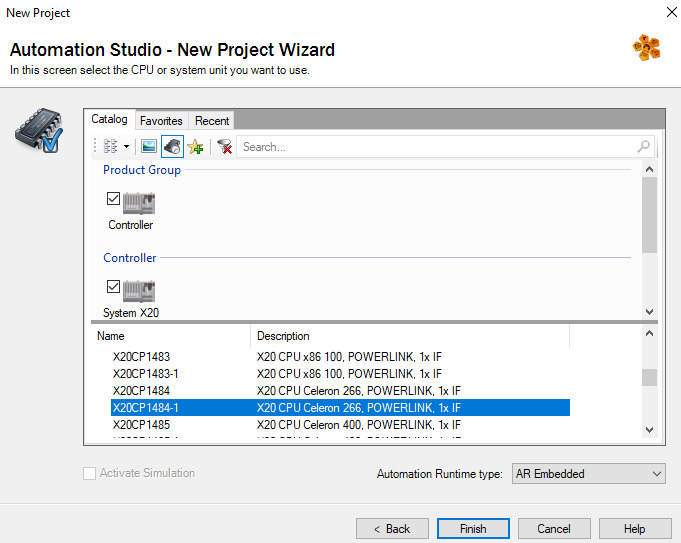 New Project
Automation Studio - New Project Wizard
In this screen select the CPU or system unit you want to use.
Catalog Favorites Recent
Search...
Product Group
Controller
Controller
System X20
Name Description
X20CP1483 X20 CPU x86 100, POWERLINK, 1x IF
X20CP1483-1 X20 CPU x86 100, POWERLINK, 1x IF
X20CP1484 X20 CPU Celeron 266, POWERLINK, 1x IF
X20CP1484-1 X20 CPU Celeron 266, POWERLINK, 1x IF
X20CP1485 X20 CPU Celeron 400, POWERLINK, 1x IF
Activate Simulation Automation Runtime type: AR Embedded
< Back Finish Cancel Help